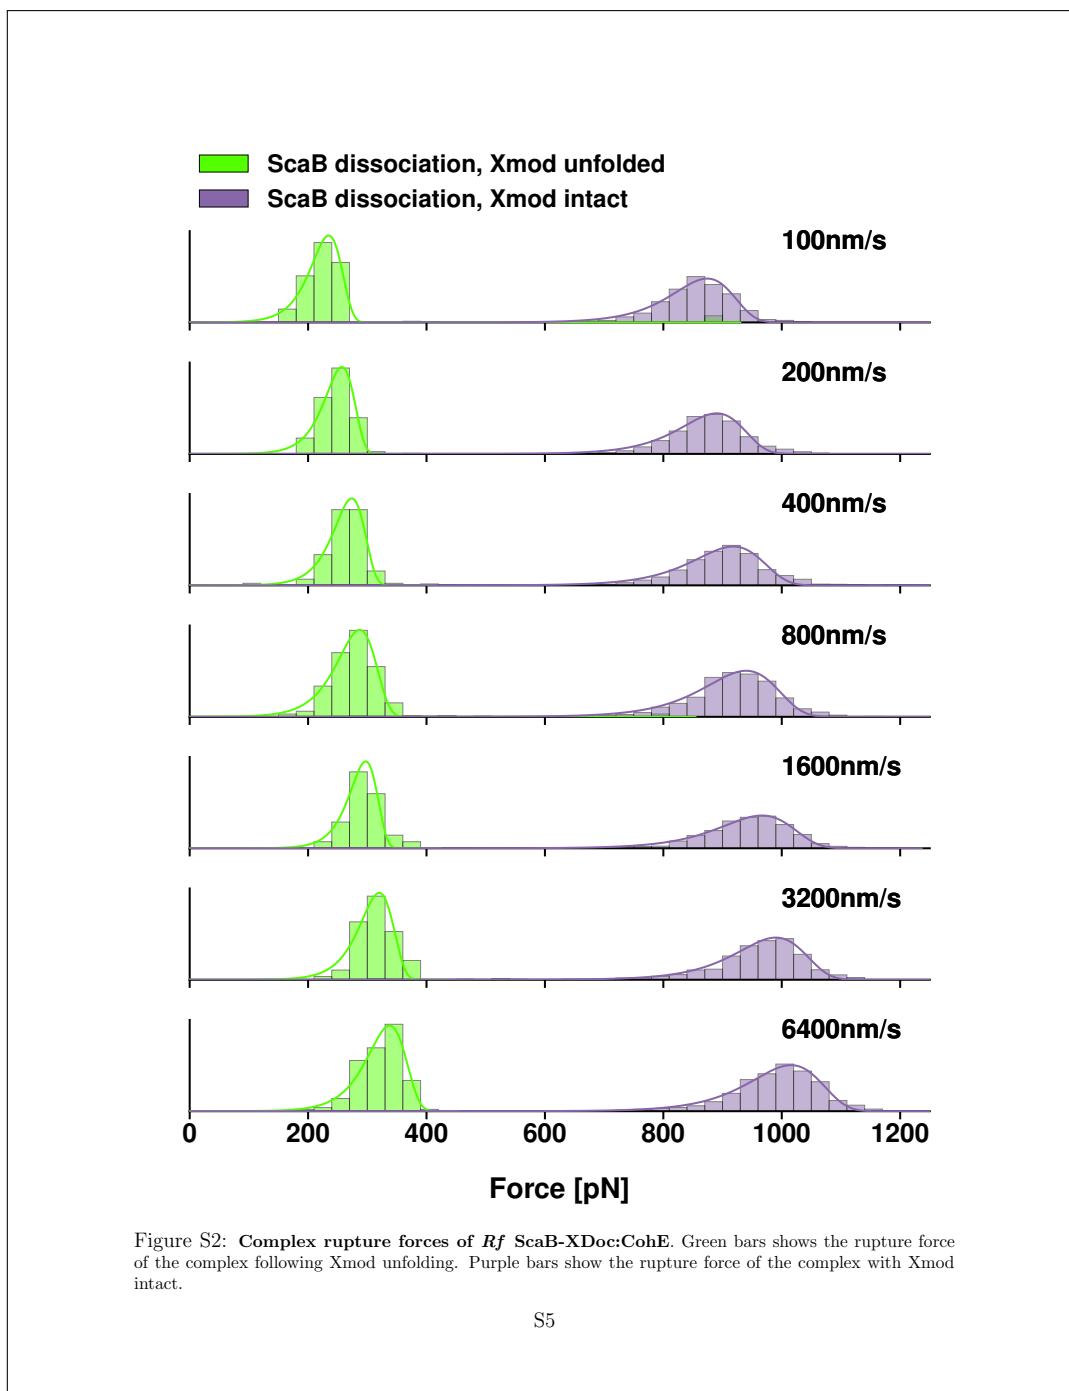 ScaB dissociation, Xmod unfolded
ScaB dissociation, Xmod intact
100nm/s
200nm/s
400nm/s
800nm/s
1600nm/s
3200nm/s
6400nm/s
0 200 400 600 800 1000 1200
Force [pN]
Figure S2: Complex rupture forces of Rf ScaB-XDoc:CohE. Green bars shows the rupture force
of the complex following Xmod unfolding. Purple bars show the rupture force of the complex with Xmod
intact.
S5